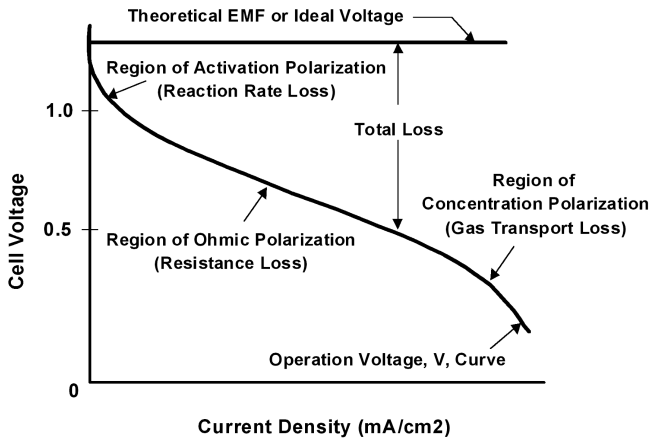 Theoretical EMF or Ideal Voltage
Region of Activation Polarization
(Reaction Rate Loss)
1.0
Total Loss
Region of
Concentration Polarization
(Gas Transport Loss)
Cell Voltage
0.5
Region of Ohmic Polarization
(Resistance Loss)
Operation Voltage, V, Curve
0
Current Density (mA/cm2)